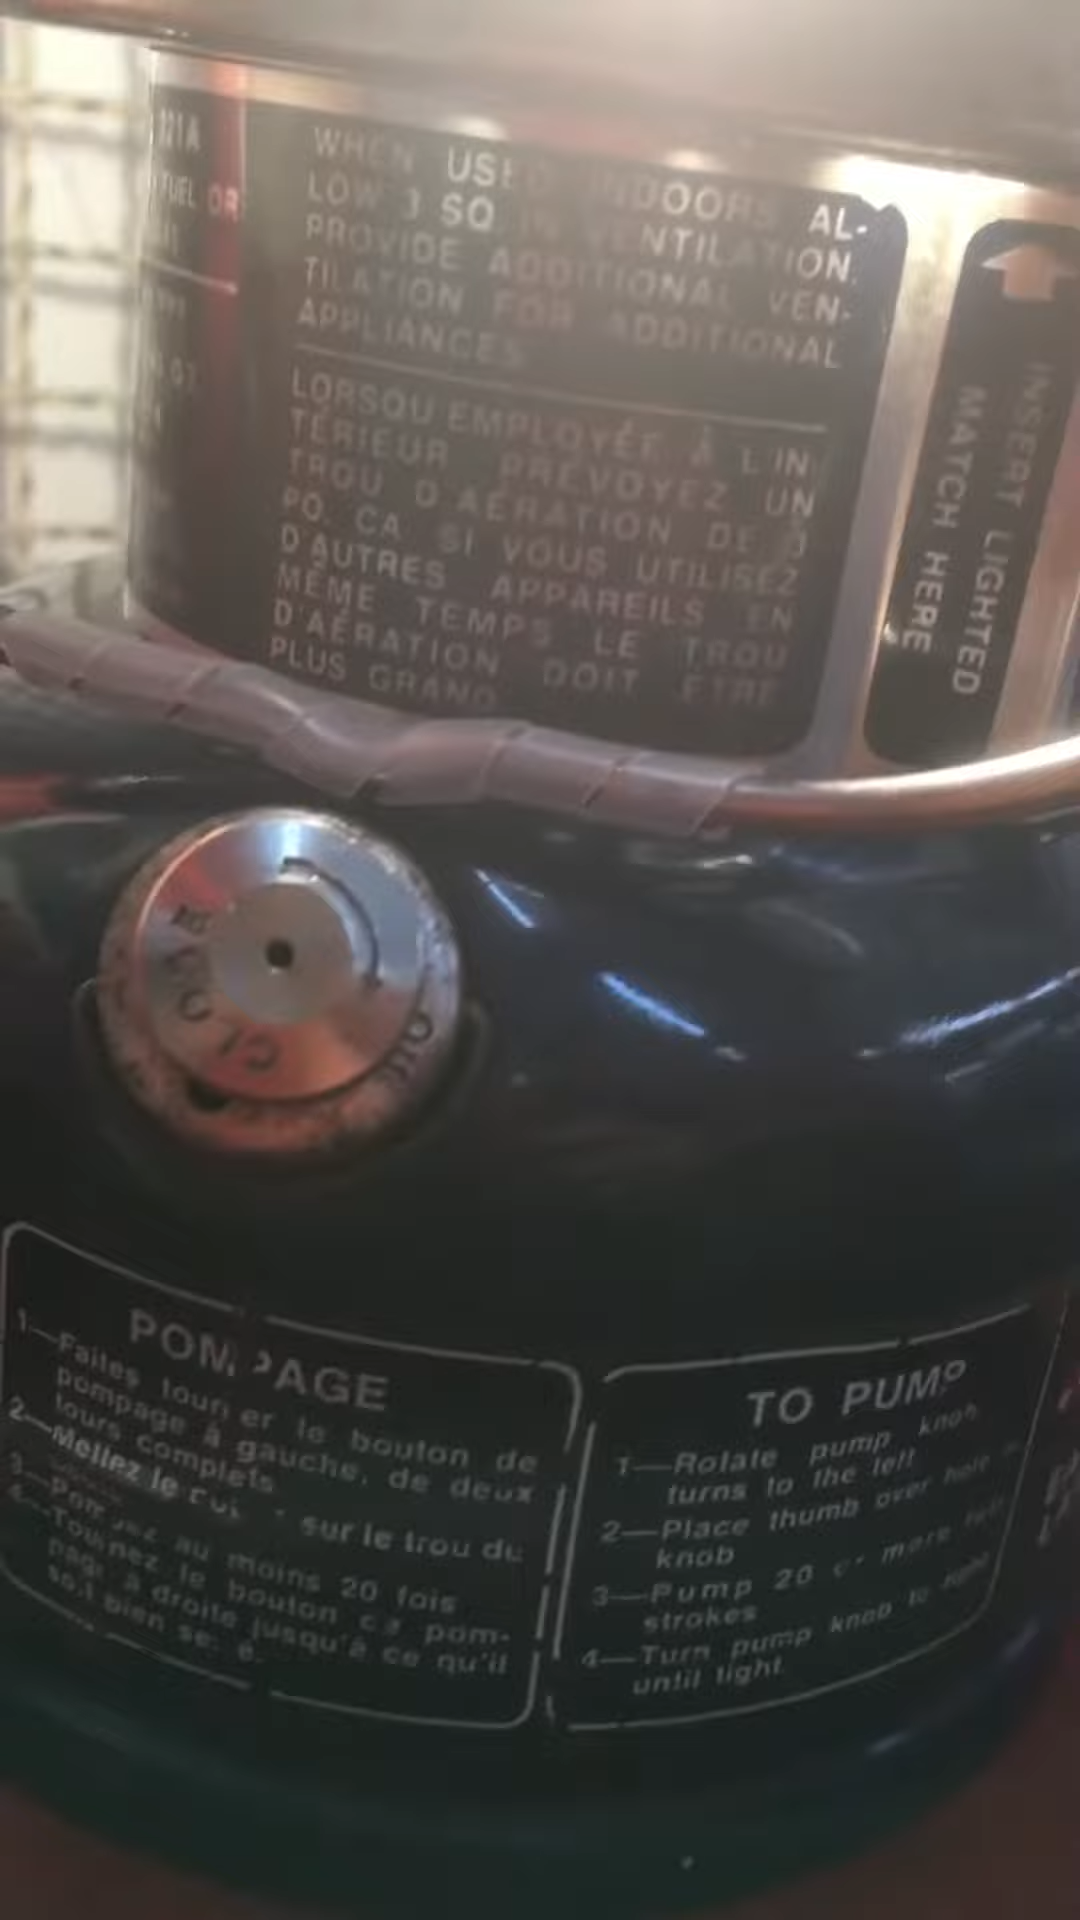 321A
FUEL OR
WHEN USED INDOORS AL-
LOW 3 SQ. IN. VENTILATION.
PROVIDE ADDITIONAL VEN-
TILATION FOR ADDITIONAL
APPLIANCES
LORSQU'EMPLOYÉE À L'IN
TÉRIEUR PRÉVOYEZ UN
TROU D'AÉRATION DE 3
PO. CA. SI VOUS UTILISEZ
D'AUTRES APPAREILS EN
MÊME TEMPS LE TROU
D'AÉRATION DOIT ETRE
PLUS GRAND
INSERT LIGHTED
MATCH HERE
CLOSE
POMPAGE
1—Faites tourner le bouton de
pompage à gauche, de deux
tours complets
2—Mettez le sur le trou du
3—Pompez au moins 20 fois
4—Tournez le bouton de pom-
page à droite jusqu'à ce qu'il
soit bien serré.
TO PUMP
1—Rotate pump knob
turns to the left
2—Place thumb over hole
knob
3—Pump 20 or more full
strokes
4—Turn pump knob to right
until tight